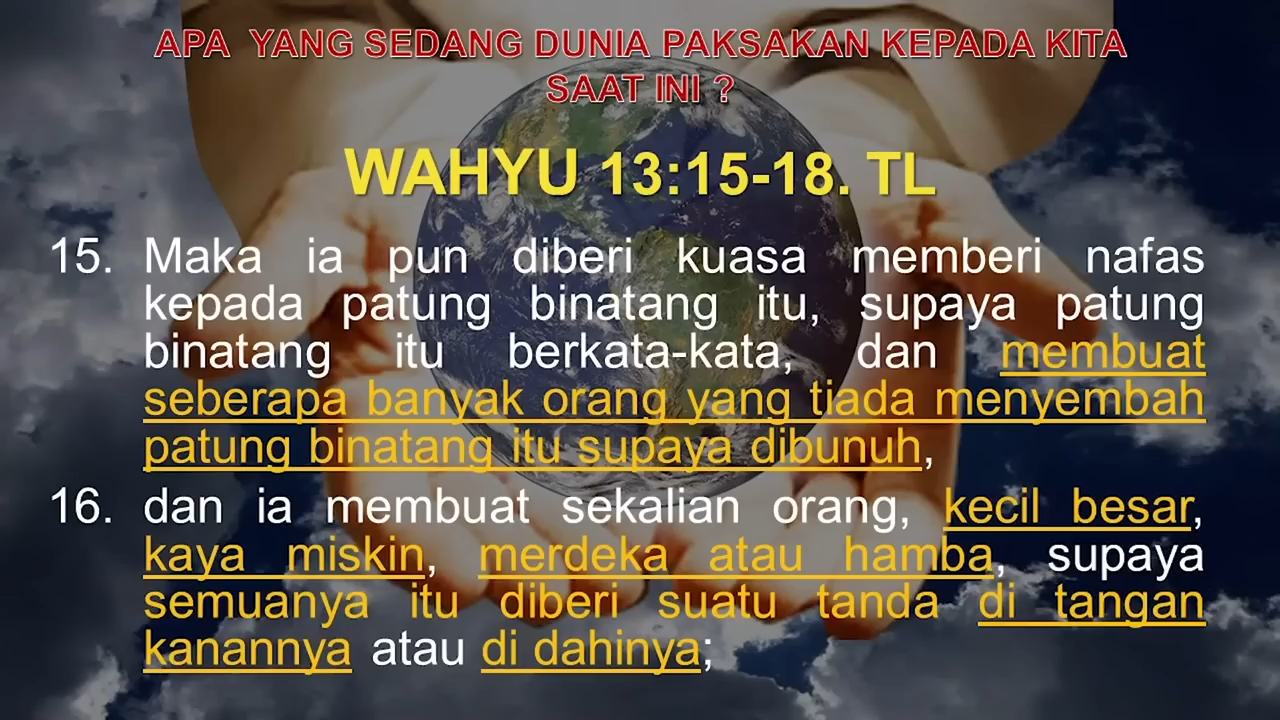 APA YANG SEDANG DUNIA PAKSAKAN KEPADA KITA
SAAT INI ?
WAHYU 13:15-18. TL
15. Maka ia pun diberi kuasa memberi nafas
kepada patung binatang itu, supaya patung
binatang itu berkata-kata, dan membuat
seberapa banyak orang yang tiada menyembah
patung binatang itu supaya dibunuh,
16. dan ia membuat sekalian orang, kecil besar,
kaya miskin, merdeka atau hamba, supaya
semuanya itu diberi suatu tanda di tangan
kanannya atau di dahinya;